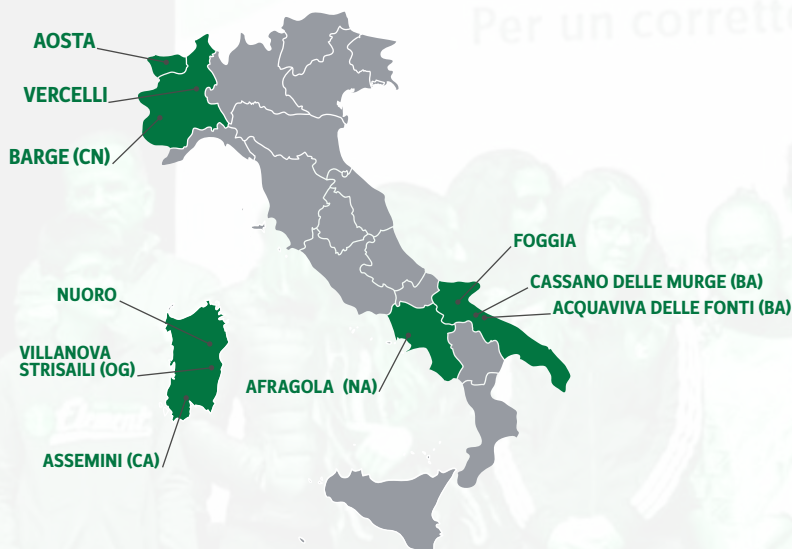 Per un corretto
AOSTA
VERCELLI
BARGE (CN)
FOGGIA
CASSANO DELLE MURGE (BA)
ACQUAVIVA DELLE FONTI (BA)
NUORO
VILLANOVA
STRISAILI (OG)
AFRAGOLA (NA)
ASSEMINI (CA)